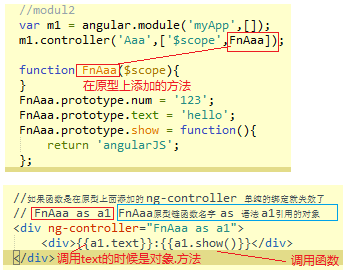 //modul2
var m1 = angular.module('myApp',[]);
m1.controller('Aaa',['$scope',FnAaa]);
function FnAaa($scope){
}
在原型上添加的方法
FnAaa.prototype.num = '123';
FnAaa.prototype.text = 'hello';
FnAaa.prototype.show = function(){
return 'angularJS';
};
//如果函数是在原型上面添加的 ng-controller 单纯的绑定就失效了
// FnAaa as a1 FnAaa原型链函数名字 as 语法 a1引用的对象
<div ng-controller="FnAaa as a1">
<div>{{a1.text}}:{{a1.show()}}</div>
</div> 调用text的时候是对象,方法 调用函数